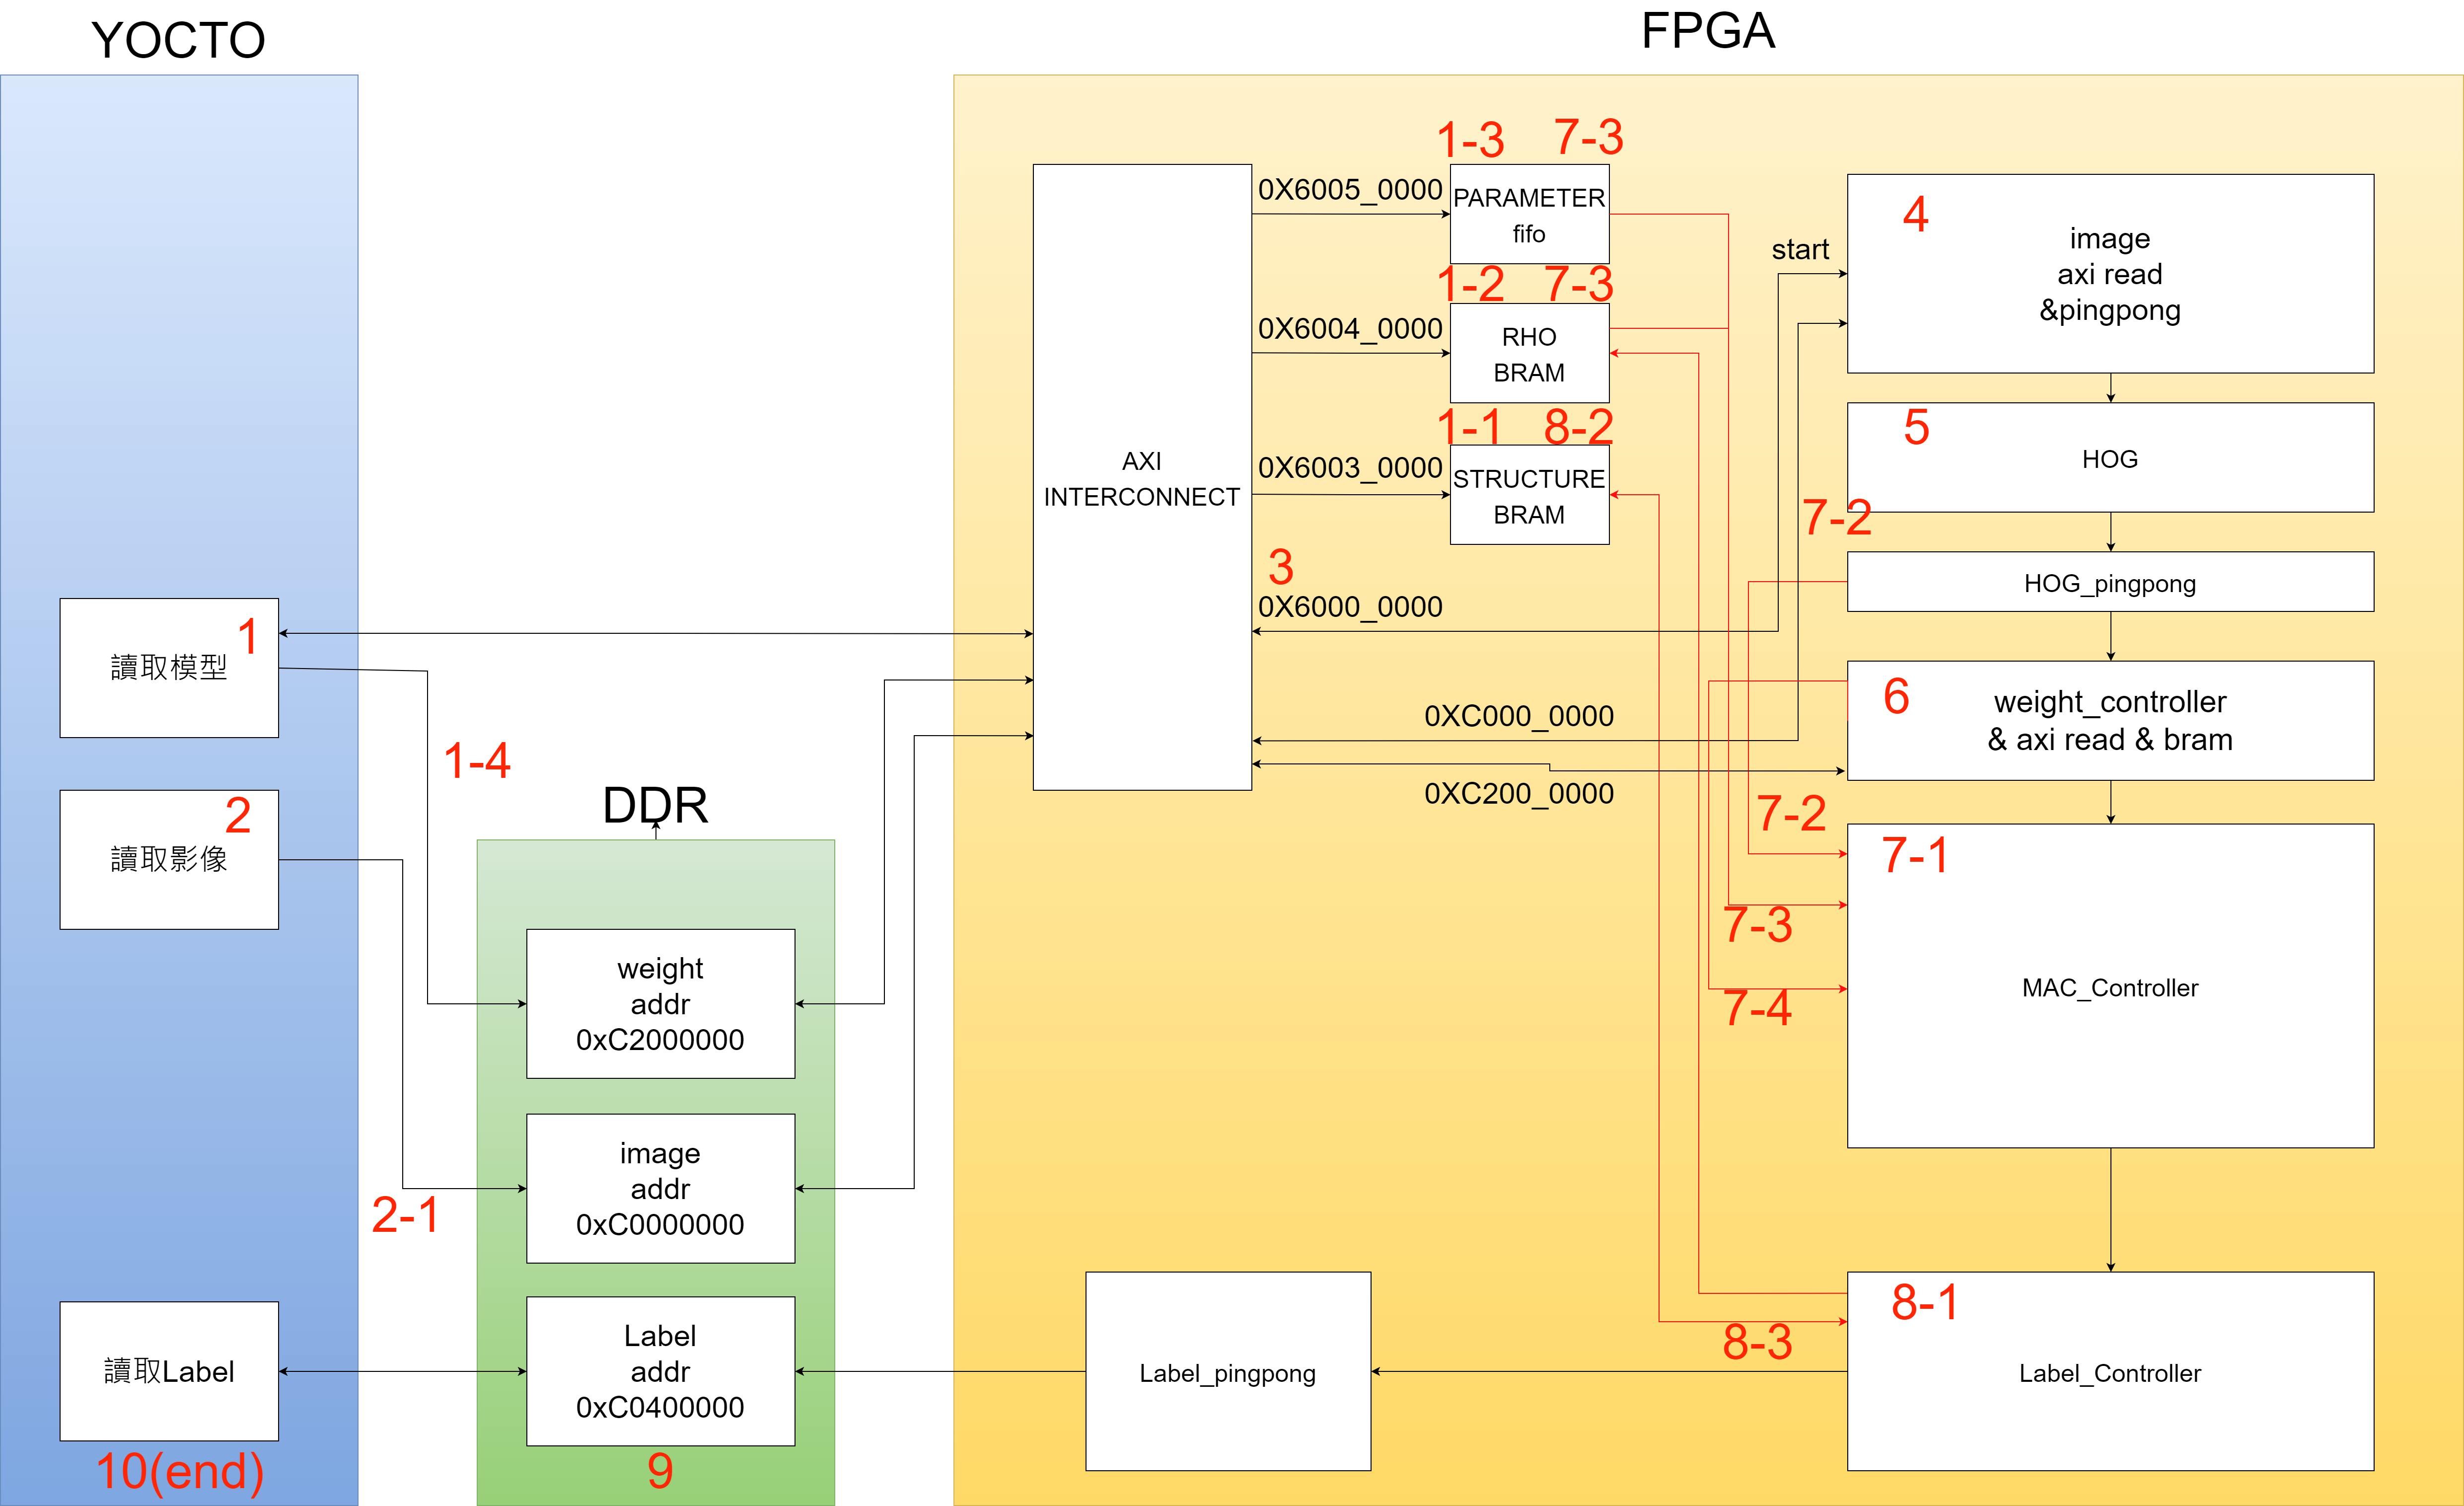 YOCTO
FPGA
1-3
7-3
0X6005_0000
PARAMETER
fifo
1-2
7-3
0X6004_0000
RHO
BRAM
1-1
8-2
0X6003_0000
STRUCTURE
BRAM
AXI
INTERCONNECT
3
0X6000_0000
0XC000_0000
0XC200_0000
start
4
image
axi read
&pingpong
5
HOG
7-2
HOG_pingpong
6
weight_controller
& axi read & bram
7-2
7-1
7-3
7-4
MAC_Controller
8-1
8-3
Label_Controller
Label_pingpong
1
讀取模型
1-4
2
讀取影像
2-1
DDR
weight
addr
0xC2000000
image
addr
0xC0000000
Label
addr
0xC0400000
9
讀取Label
10(end)